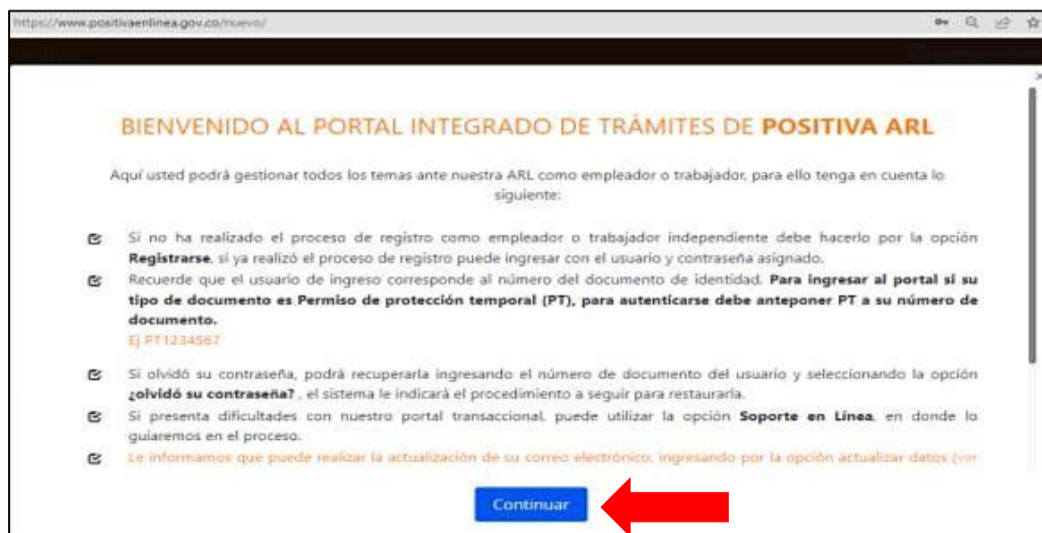 https://www.positivaenlinea.gov.co/nuevo/
BIENVENIDO AL PORTAL INTEGRADO DE TRÁMITES DE POSITIVA ARL
Aquí usted podrá gestionar todos los temas ante nuestra ARL como empleador o trabajador, para ello tenga en cuenta lo
siguiente:
Si no ha realizado el proceso de registro como empleador o trabajador independiente debe hacerlo por la opción
Registrarse, si ya realizó el proceso de registro puede ingresar con el usuario y contraseña asignado.
Recuerde que el usuario de ingreso corresponde al número del documento de identidad. Para ingresar al portal si su
tipo de documento es Permiso de protección temporal (PT), para autenticarse debe anteponer PT a su número de
documento.
Ej PT1234567
Si olvidó su contraseña, podrá recuperarla ingresando el número de documento del usuario y seleccionando la opción
¿olvidó su contraseña? , el sistema le indicará el procedimiento a seguir para restaurarla.
Si presenta dificultades con nuestro portal transaccional, puede utilizar la opción Soporte en Línea, en donde lo
guiaremos en el proceso.
Le informamos que puede realizar la actualización de su correo electrónico, ingresando por la opción actualizar datos (ver
Continuar